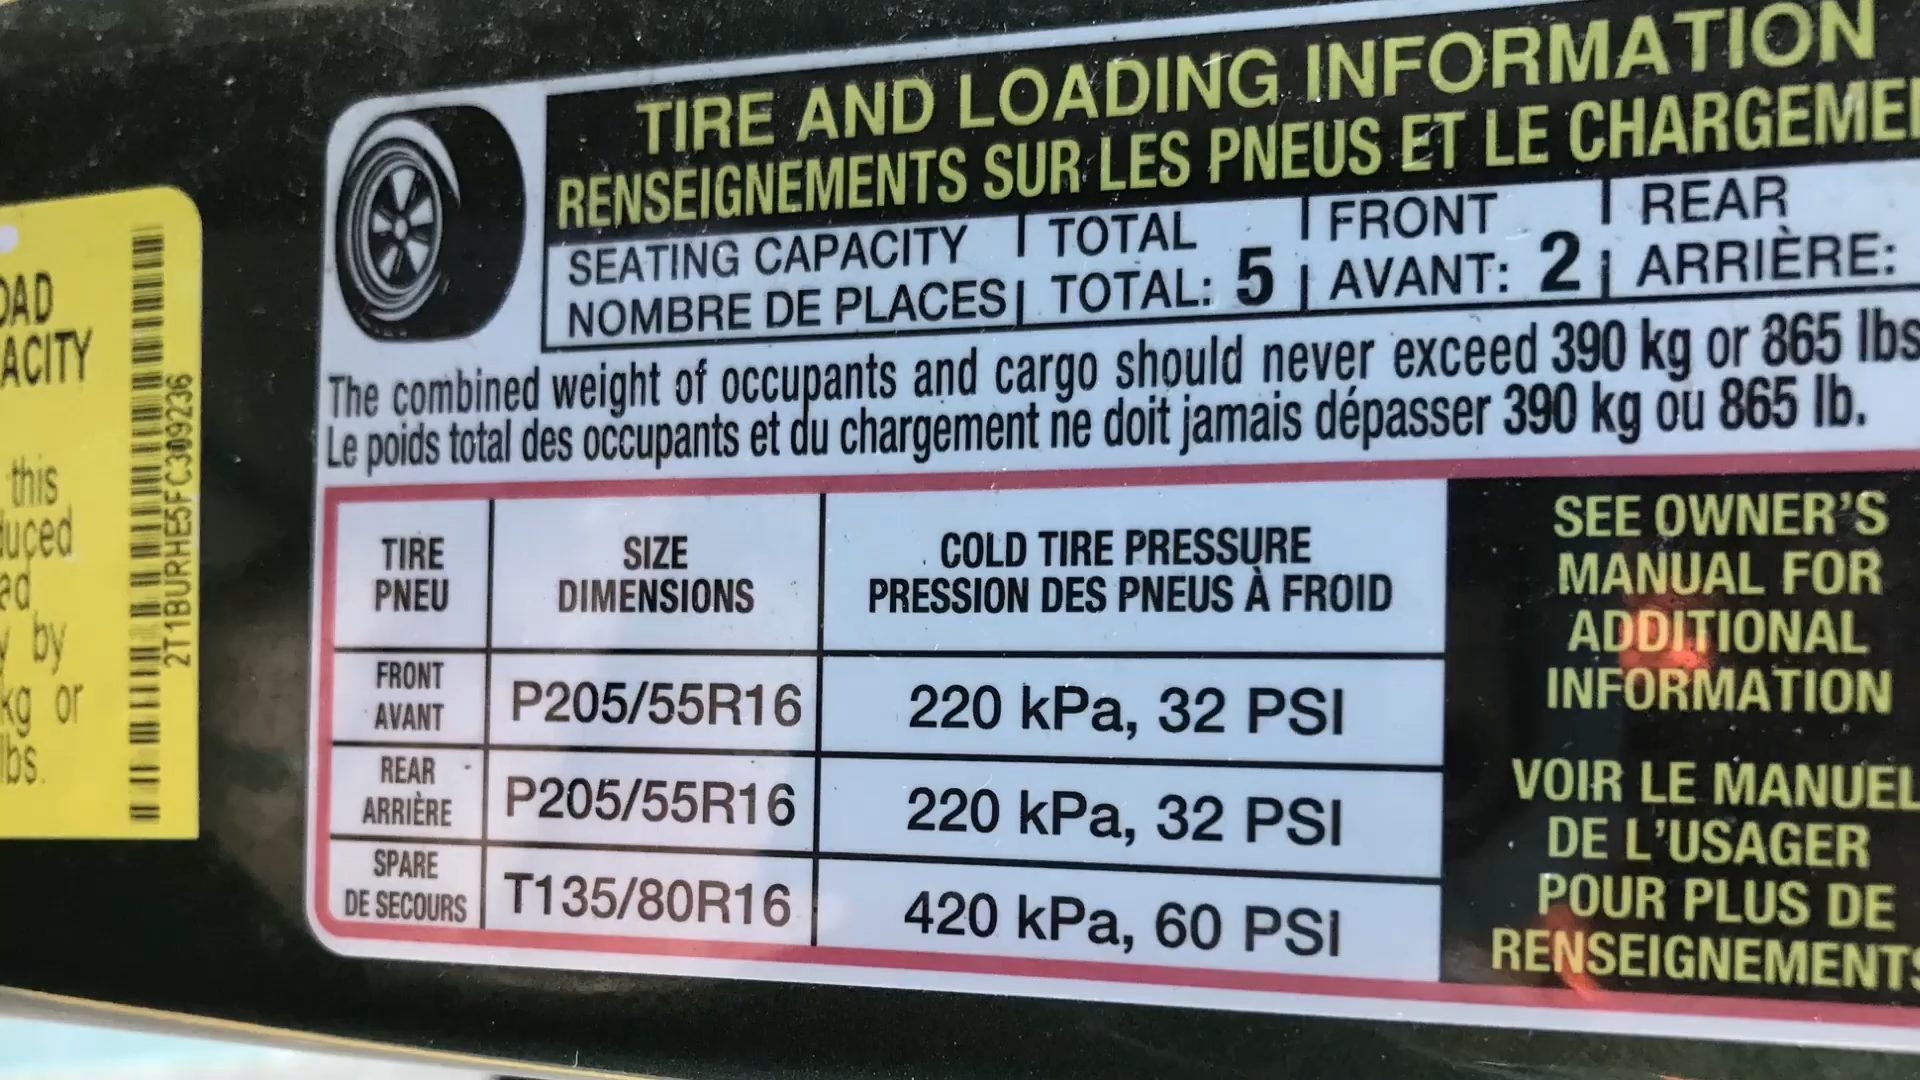 TIRE AND LOADING INFORMATION
RENSEIGNEMENTS SUR LES PNEUS ET LE CHARGEME
SEATING CAPACITY | TOTAL | FRONT | REAR
NOMBRE DE PLACES | TOTAL: 5 | AVANT: 2 | ARRIÈRE:
The combined weight of occupants and cargo should never exceed 390 kg or 865 lbs
Le poids total des occupants et du chargement ne doit jamais dépasser 390 kg ou 865 lb.
TIRE SIZE COLD TIRE PRESSURE
PNEU DIMENSIONS PRESSION DES PNEUS À FROID
FRONT
AVANT P205/55R16 220 kPa, 32 PSI
REAR
ARRIÈRE P205/55R16 220 kPa, 32 PSI
SPARE
DE SECOURS T135/80R16 420 kPa, 60 PSI
SEE OWNER'S
MANUAL FOR
ADDITIONAL
INFORMATION
VOIR LE MANUEL
DE L'USAGER
POUR PLUS DE
RENSEIGNEMENTS
OAD
ACITY
this
duced
ad
y by
kg or
lbs.
2T1BURHE5FC309236